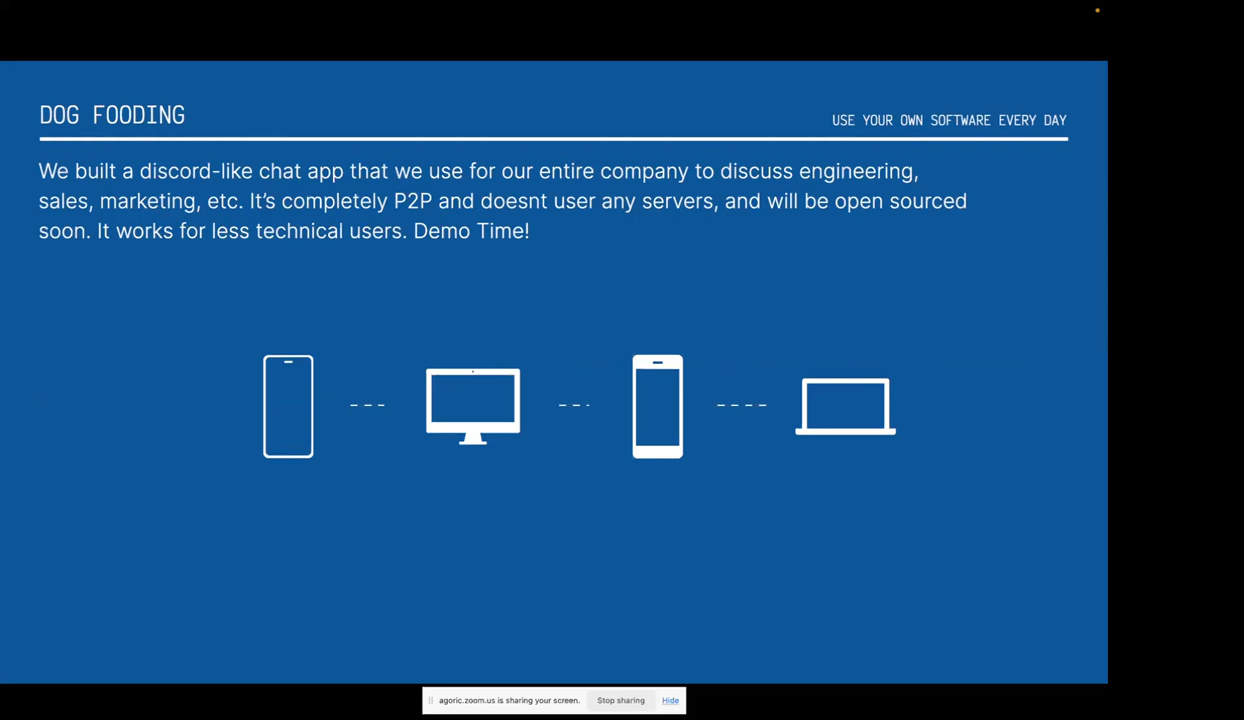 DOG FOODING
USE YOUR OWN SOFTWARE EVERY DAY
We built a discord-like chat app that we use for our entire company to discuss engineering,
sales, marketing, etc. It's completely P2P and doesnt user any servers, and will be open sourced
soon. It works for less technical users. Demo Time!
agoric.zoom.us is sharing your screen.
Stop sharing
Hide